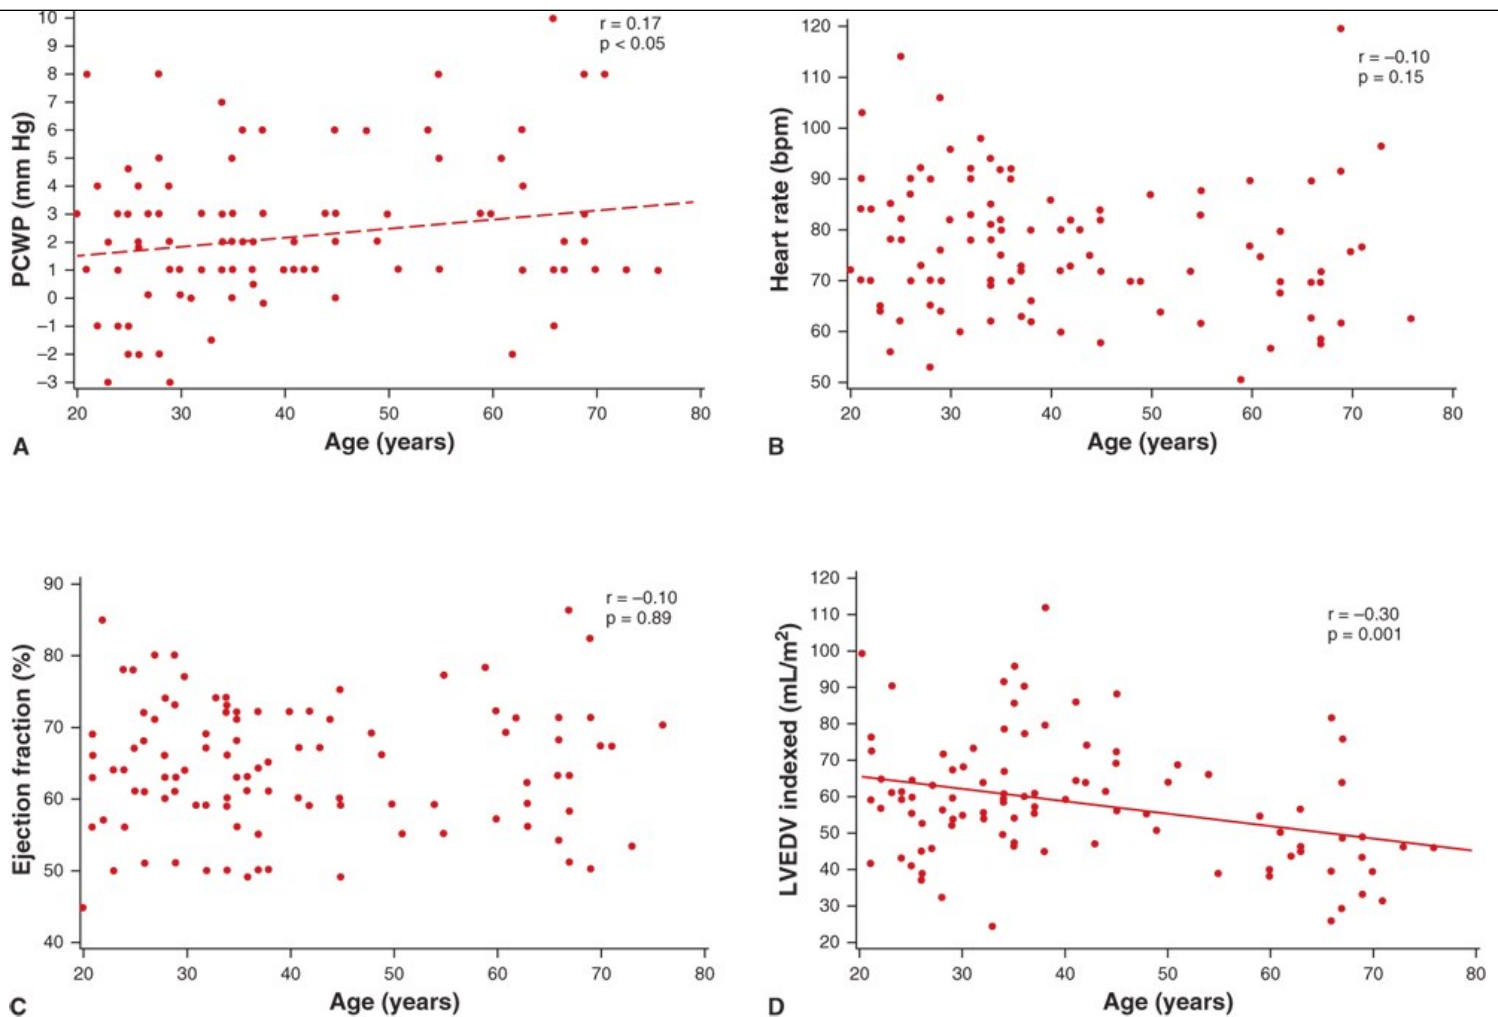 10
9
8
7
6
5
4
3
2
1
0
–1
–2
–3
PCWP (mm Hg)
r = 0.17
p < 0.05
20 30 40 50 60 70 80
Age (years)
A
120
110
100
90
80
70
60
50
Heart rate (bpm)
r = –0.10
p = 0.15
20 30 40 50 60 70 80
Age (years)
B
90
80
70
60
50
40
Ejection fraction (%)
r = –0.10
p = 0.89
20 30 40 50 60 70 80
Age (years)
C
120
110
100
90
80
70
60
50
40
30
20
LVEDV indexed (mL/m²)
r = –0.30
p = 0.001
20 30 40 50 60 70 80
Age (years)
D